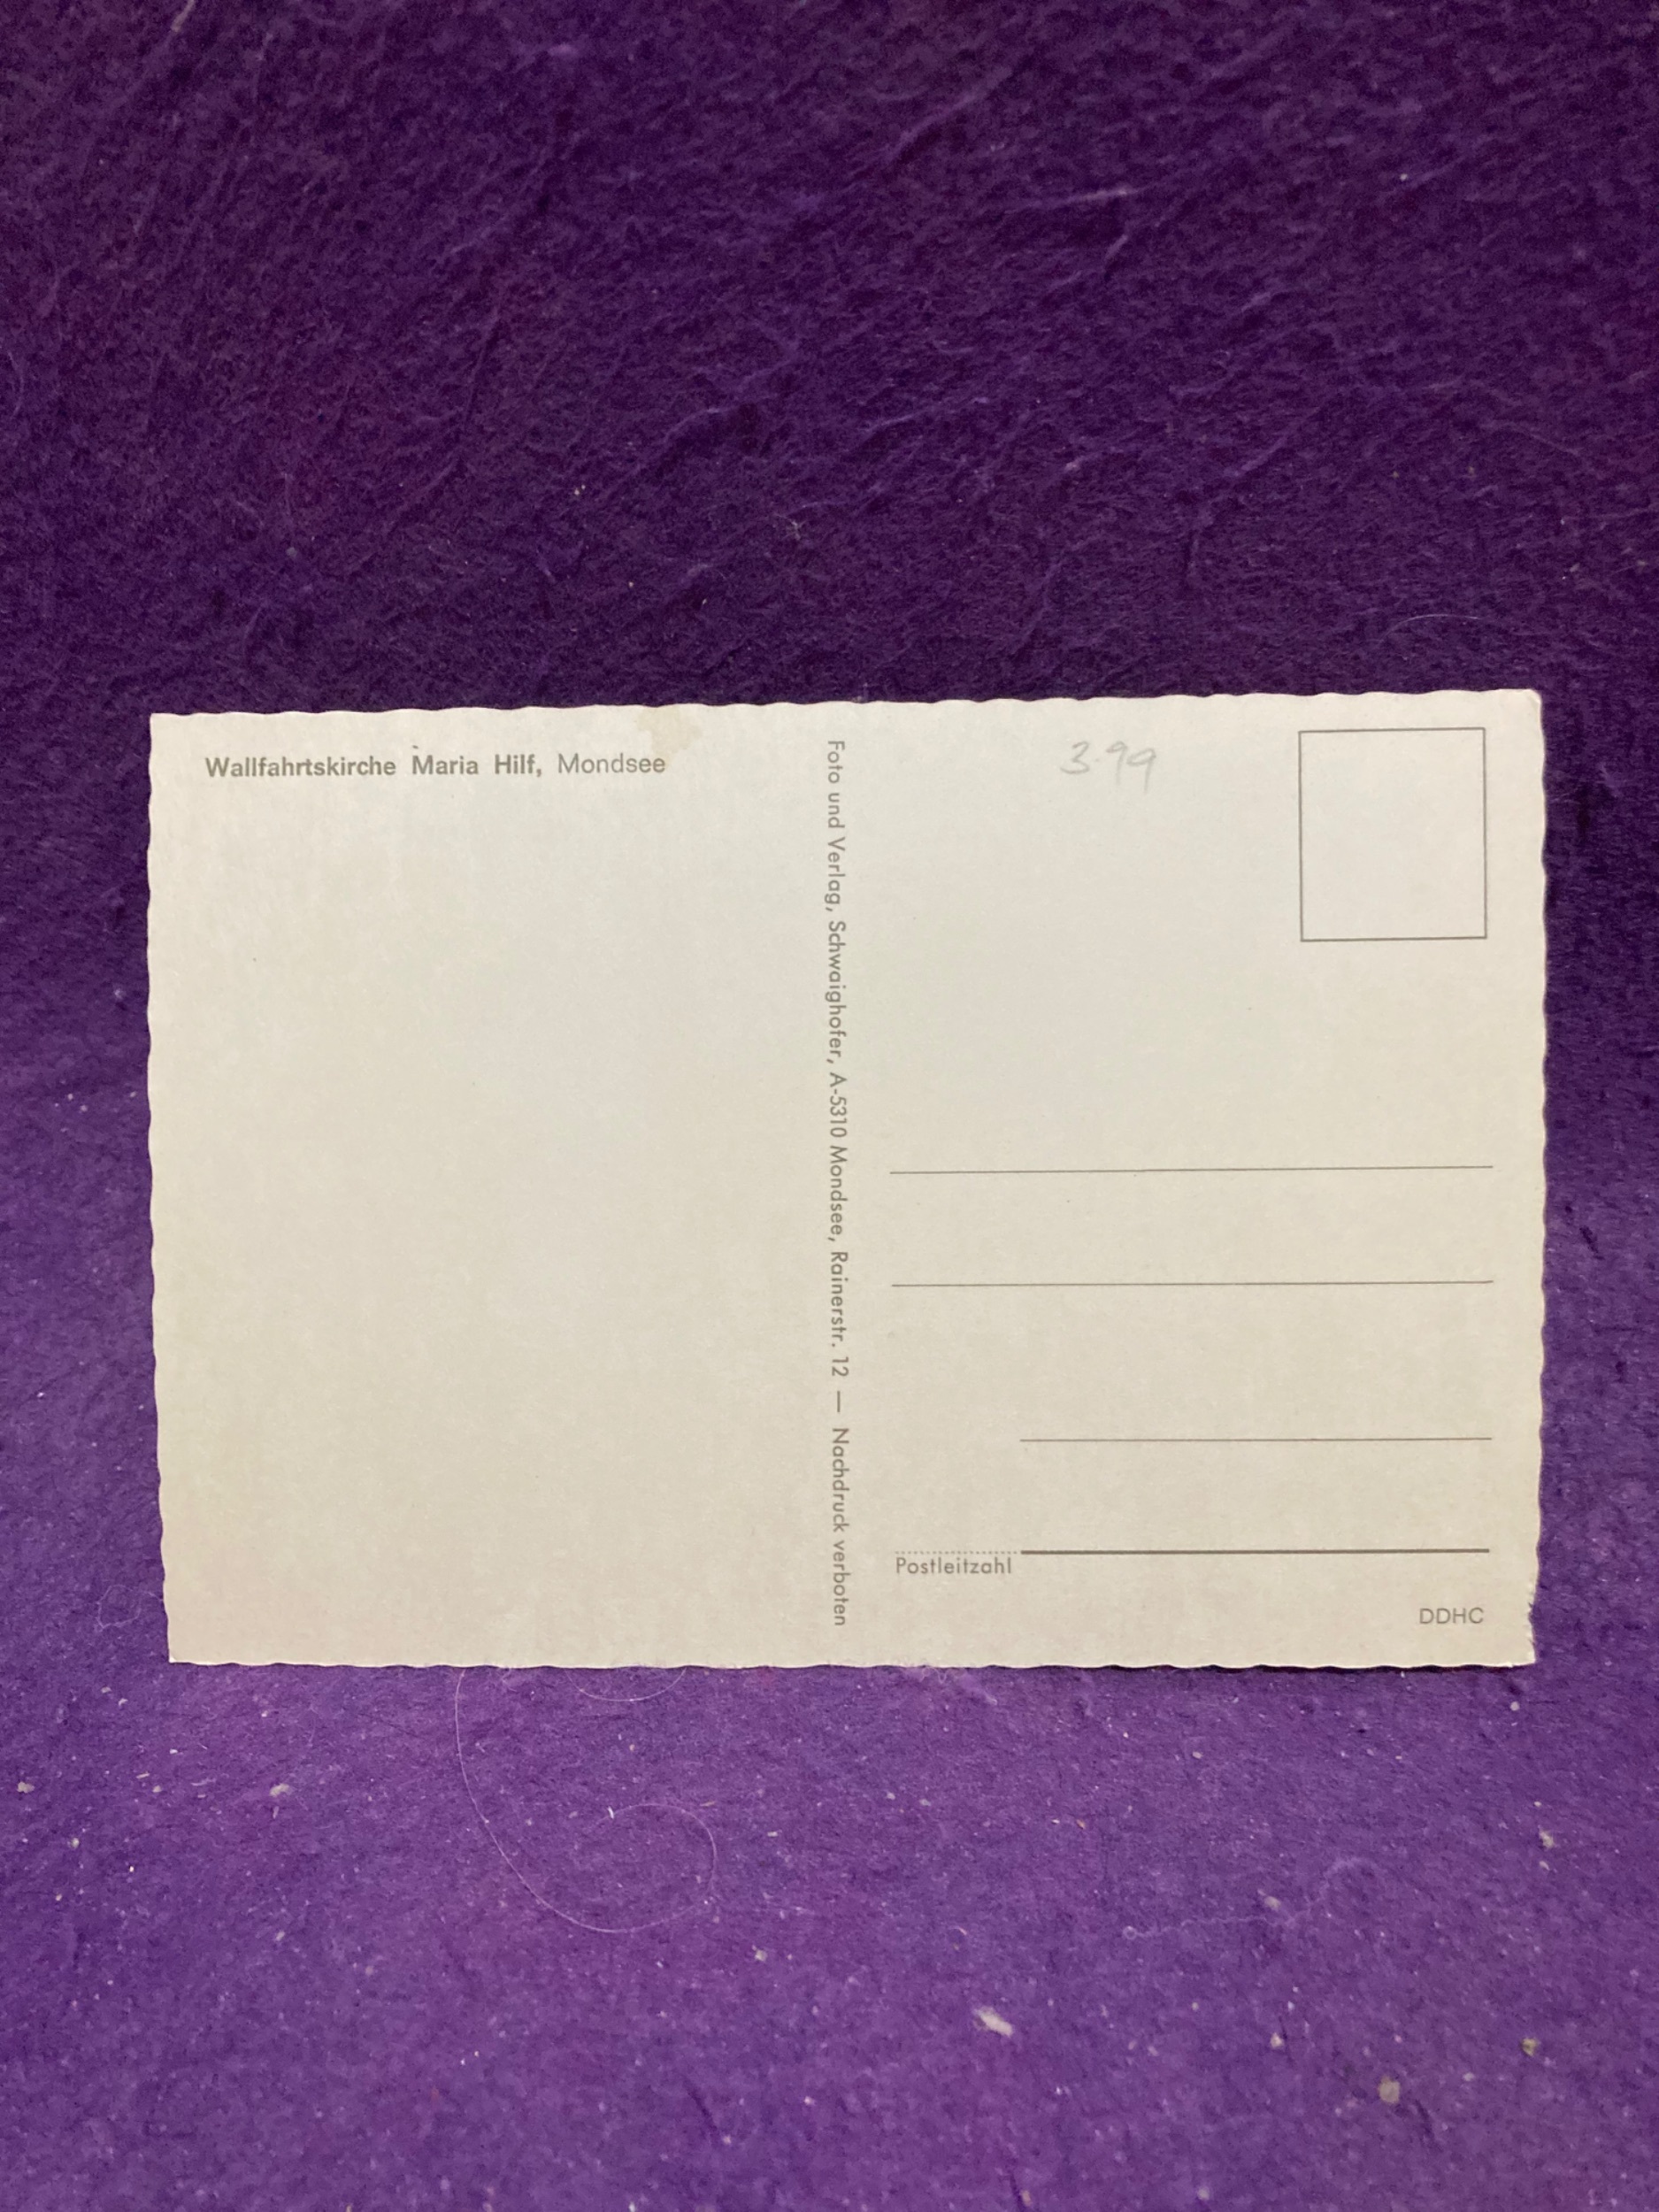 Wallfahrtskirche Maria Hilf, Mondsee
Foto und Verlag, Schwaighofer, A-5310 Mondsee, Rainerstr. 12 — Nachdruck verboten
3.99
Postleitzahl
DDHC